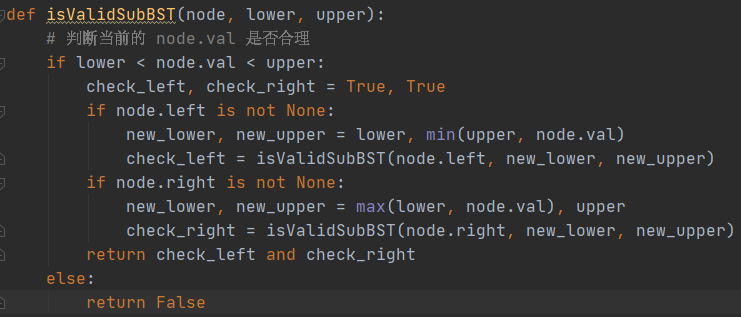 def isValidSubBST(node, lower, upper):
    # 判断当前的 node.val 是否合理
    if lower < node.val < upper:
        check_left, check_right = True, True
        if node.left is not None:
            new_lower, new_upper = lower, min(upper, node.val)
            check_left = isValidSubBST(node.left, new_lower, new_upper)
        if node.right is not None:
            new_lower, new_upper = max(lower, node.val), upper
            check_right = isValidSubBST(node.right, new_lower, new_upper)
        return check_left and check_right
    else:
        return False